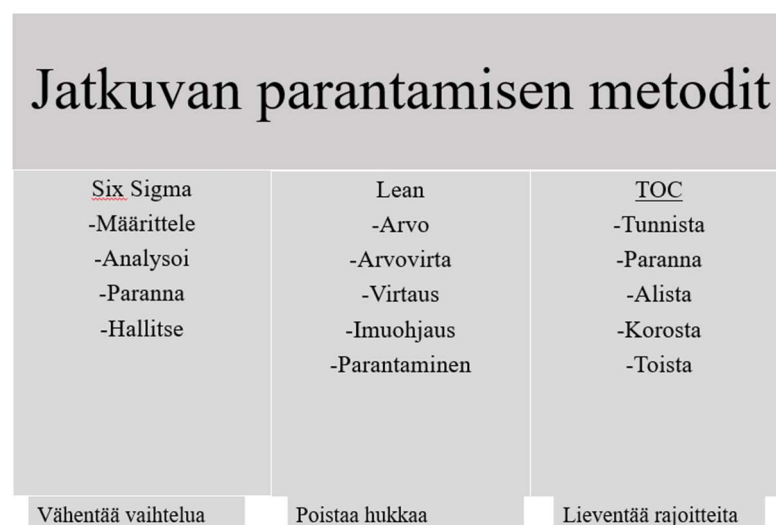 Jatkuvan parantamisen metodit
Six Sigma
-Määrittele
-Analysoi
-Paranna
-Hallitse
Lean
-Arvo
-Arvovirta
-Virtaus
-Imuohjaus
-Parantaminen
TOC
-Tunnista
-Paranna
-Alista
-Korosta
-Toista
Vähentää vaihtelua
Poistaa hukkaa
Lieventää rajoitteita